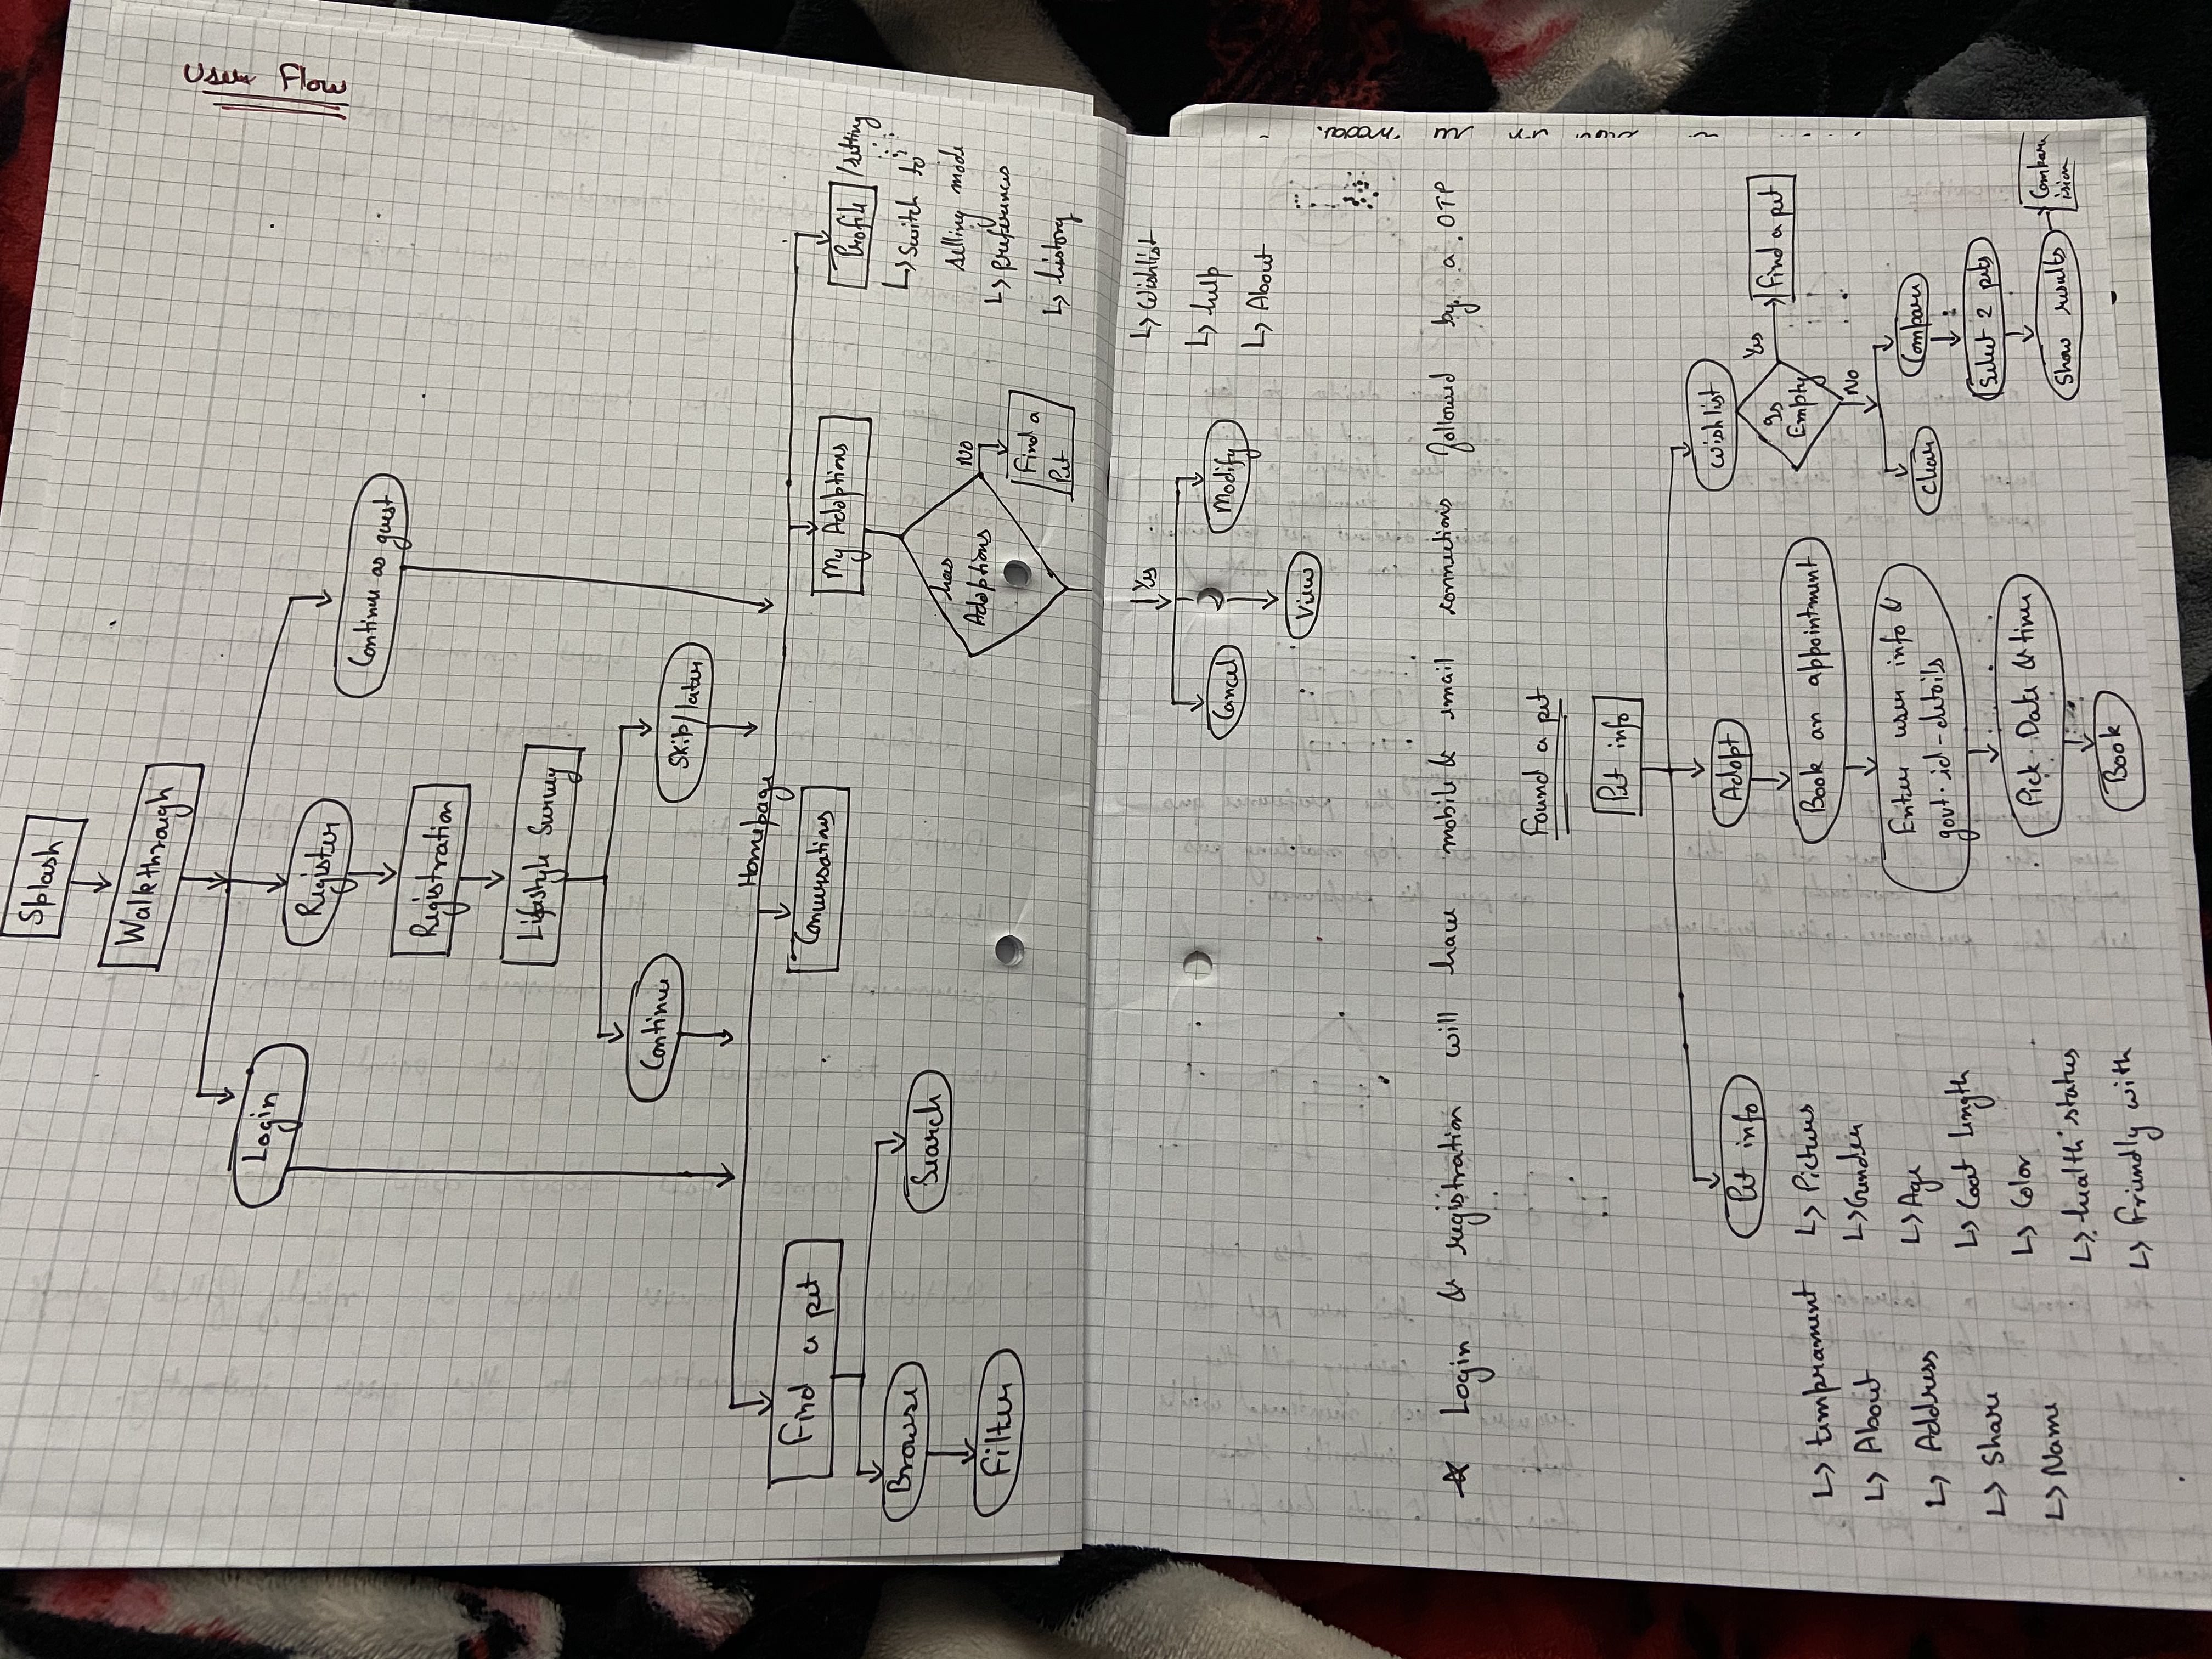 User Flow
Splash
Walkthrough
Login
Register
Continue as guest
Registration
Lifestyle Survey
Continue
Skip/later
Homepage
Find a pet
Conversations
My Adoptions
Profile /setting
Browse
Search
Filter
has
Adoptions
No
Find a
Pet
↳ Switch to
selling mode
↳ preferences
↳ history
Yes
Cancel
Modify
View
↳ Wishlist
↳ help
↳ About
☆ Login & registration will have mobile & email connections followed by a OTP
Found a pet
Pet info
Pet info
Adopt
Wishlist
↳ temprament
↳ About
↳ Address
↳ Share
↳ Name
↳ Picturs
↳ Gender
↳ Age
↳ Coat length
↳ Color
↳ health status
↳ friendly with
Book an appointment
Enter user info &
govt. id-details
Pick Date & time
Book
Is
Empty
Yes
Find a pet
No
Clear
Compare
Select 2 pets
Show results
Compar
ision